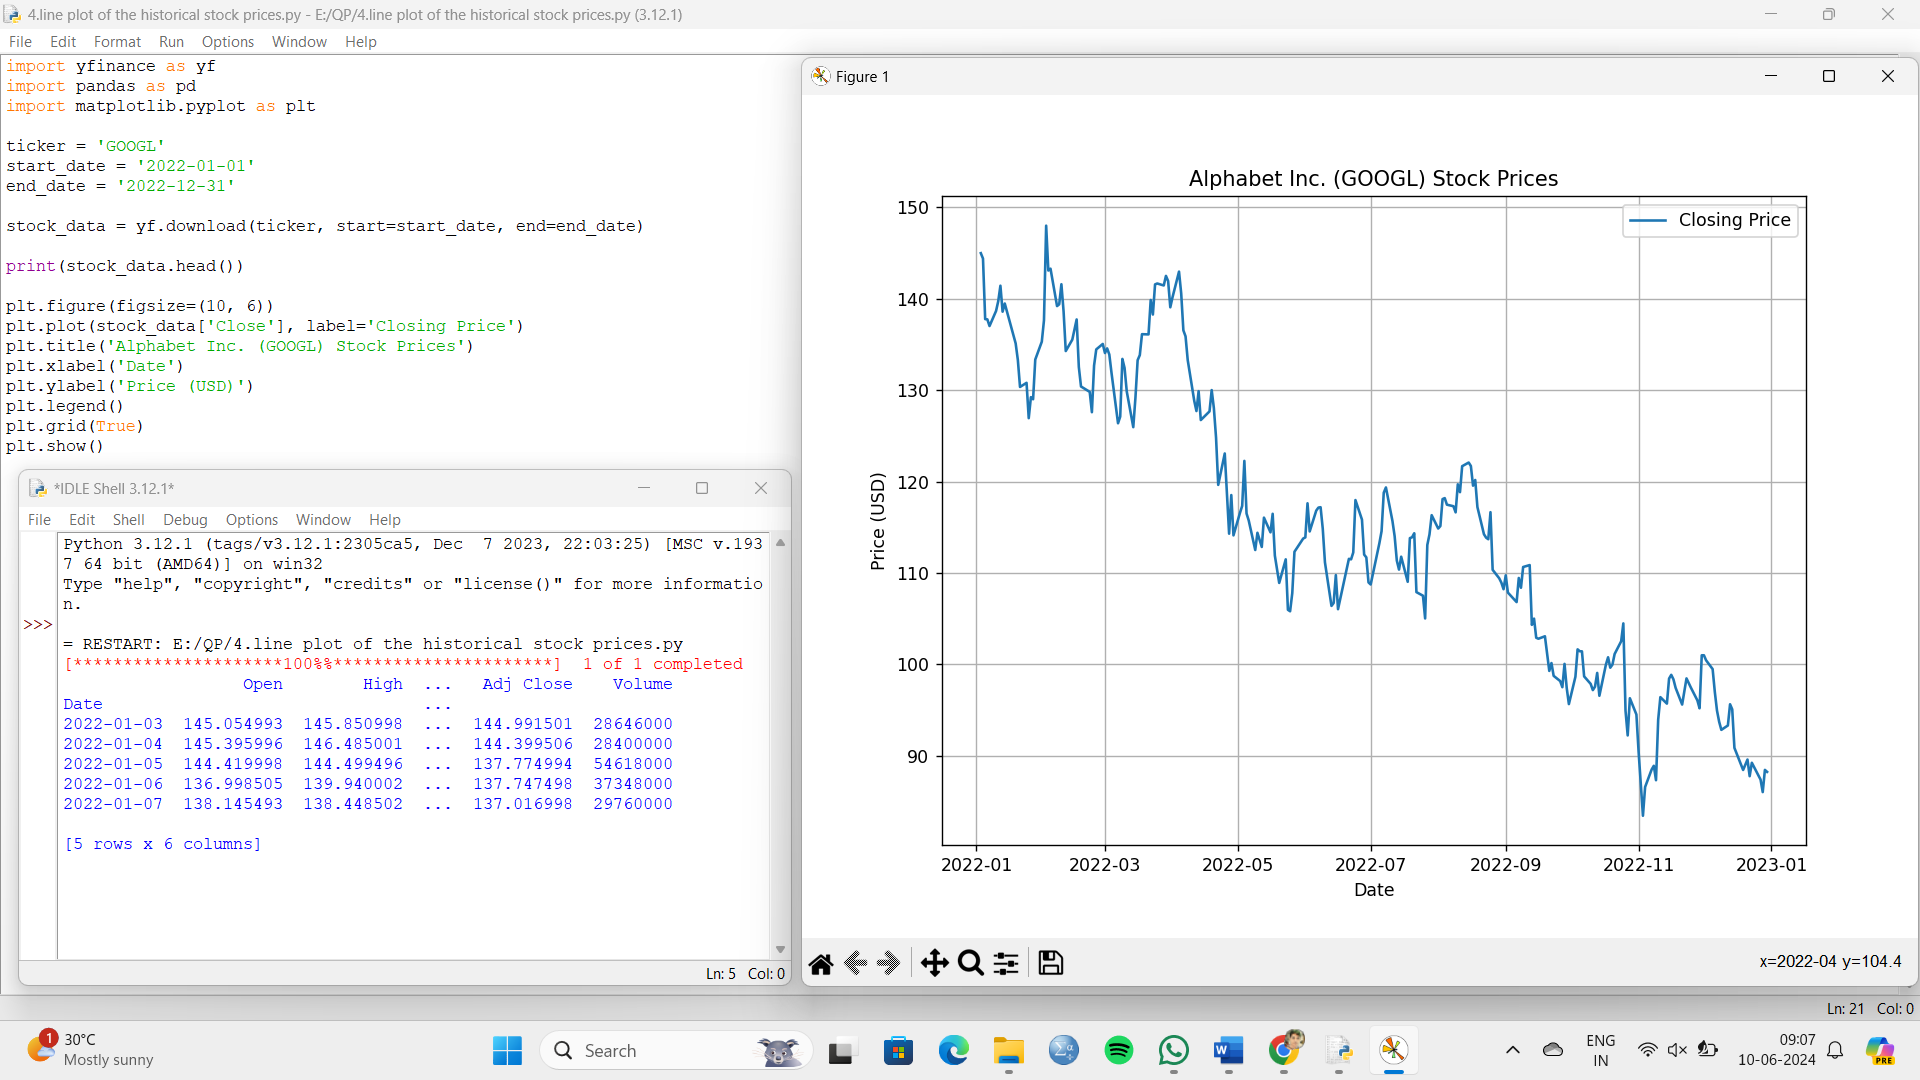 4.line plot of the historical stock prices.py - E:/QP/4.line plot of the historical stock prices.py (3.12.1)
File Edit Format Run Options Window Help
import yfinance as yf
import pandas as pd
import matplotlib.pyplot as plt
ticker = 'GOOGL'
start_date = '2022-01-01'
end_date = '2022-12-31'
stock_data = yf.download(ticker, start=start_date, end=end_date)
print(stock_data.head())
plt.figure(figsize=(10, 6))
plt.plot(stock_data['Close'], label='Closing Price')
plt.title('Alphabet Inc. (GOOGL) Stock Prices')
plt.xlabel('Date')
plt.ylabel('Price (USD)')
plt.legend()
plt.grid(True)
plt.show()
*IDLE Shell 3.12.1*
File Edit Shell Debug Options Window Help
Python 3.12.1 (tags/v3.12.1:2305ca5, Dec  7 2023, 22:03:25) [MSC v.193
7 64 bit (AMD64)] on win32
Type "help", "copyright", "credits" or "license()" for more informatio
n.
>>>
= RESTART: E:/QP/4.line plot of the historical stock prices.py
[*********************100%%**********************]  1 of 1 completed
Open High ... Adj Close Volume
Date ...
2022-01-03 145.054993 145.850998 ... 144.991501 28646000
2022-01-04 145.395996 146.485001 ... 144.399506 28400000
2022-01-05 144.419998 144.499496 ... 137.774994 54618000
2022-01-06 136.998505 139.940002 ... 137.747498 37348000
2022-01-07 138.145493 138.448502 ... 137.016998 29760000
[5 rows x 6 columns]
Ln: 5 Col: 0
Figure 1
Alphabet Inc. (GOOGL) Stock Prices
Closing Price
150
140
130
120
110
100
90
Price (USD)
2022-01 2022-03 2022-05 2022-07 2022-09 2022-11 2023-01
Date
x=2022-04 y=104.4
Ln: 21 Col: 0
1
30°C
Mostly sunny
Search
PRE
ENG
IN
09:07
10-06-2024